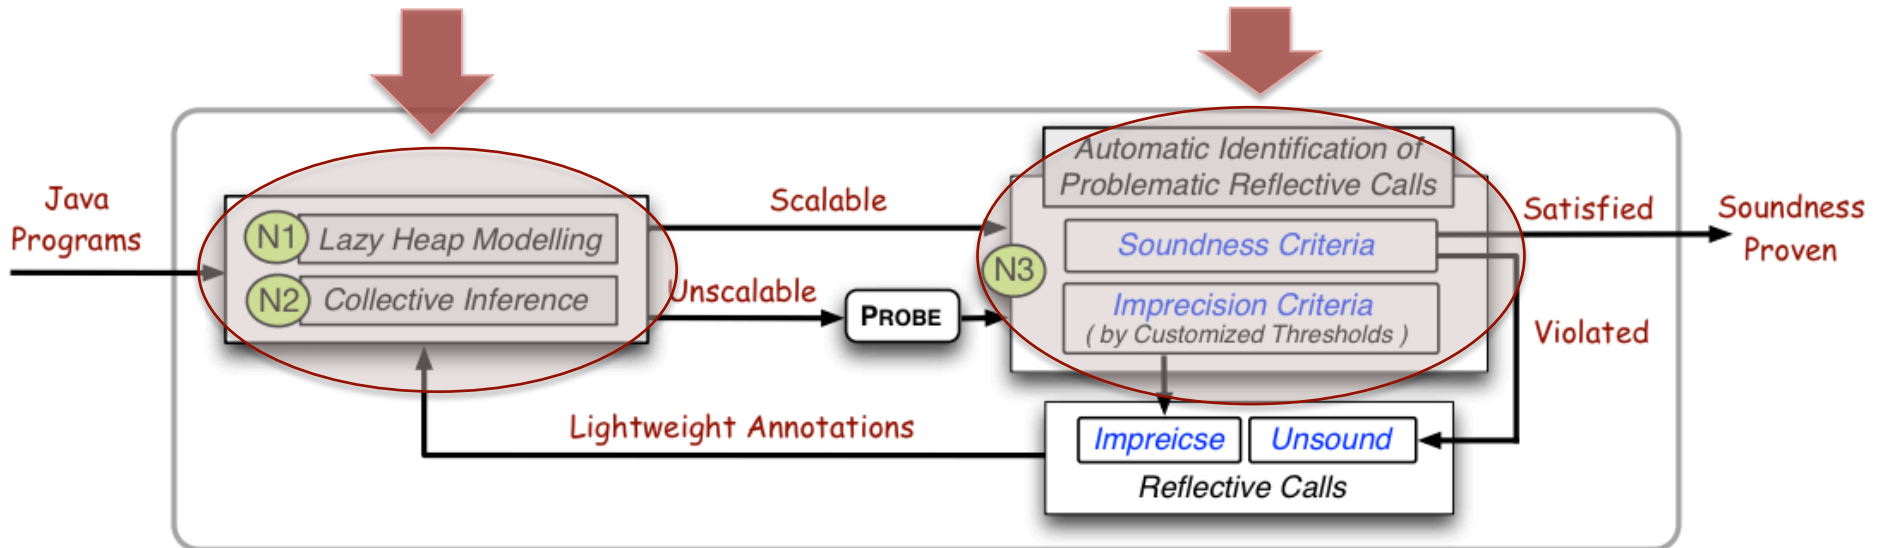 Java
Programs
N1
Lazy Heap Modelling
N2
Collective Inference
Scalable
Unscalable
PROBE
Automatic Identification of
Problematic Reflective Calls
N3
Soundness Criteria
Imprecision Criteria
( by Customized Thresholds )
Satisfied
Soundness
Proven
Violated
Lightweight Annotations
Impreicse
Unsound
Reflective Calls